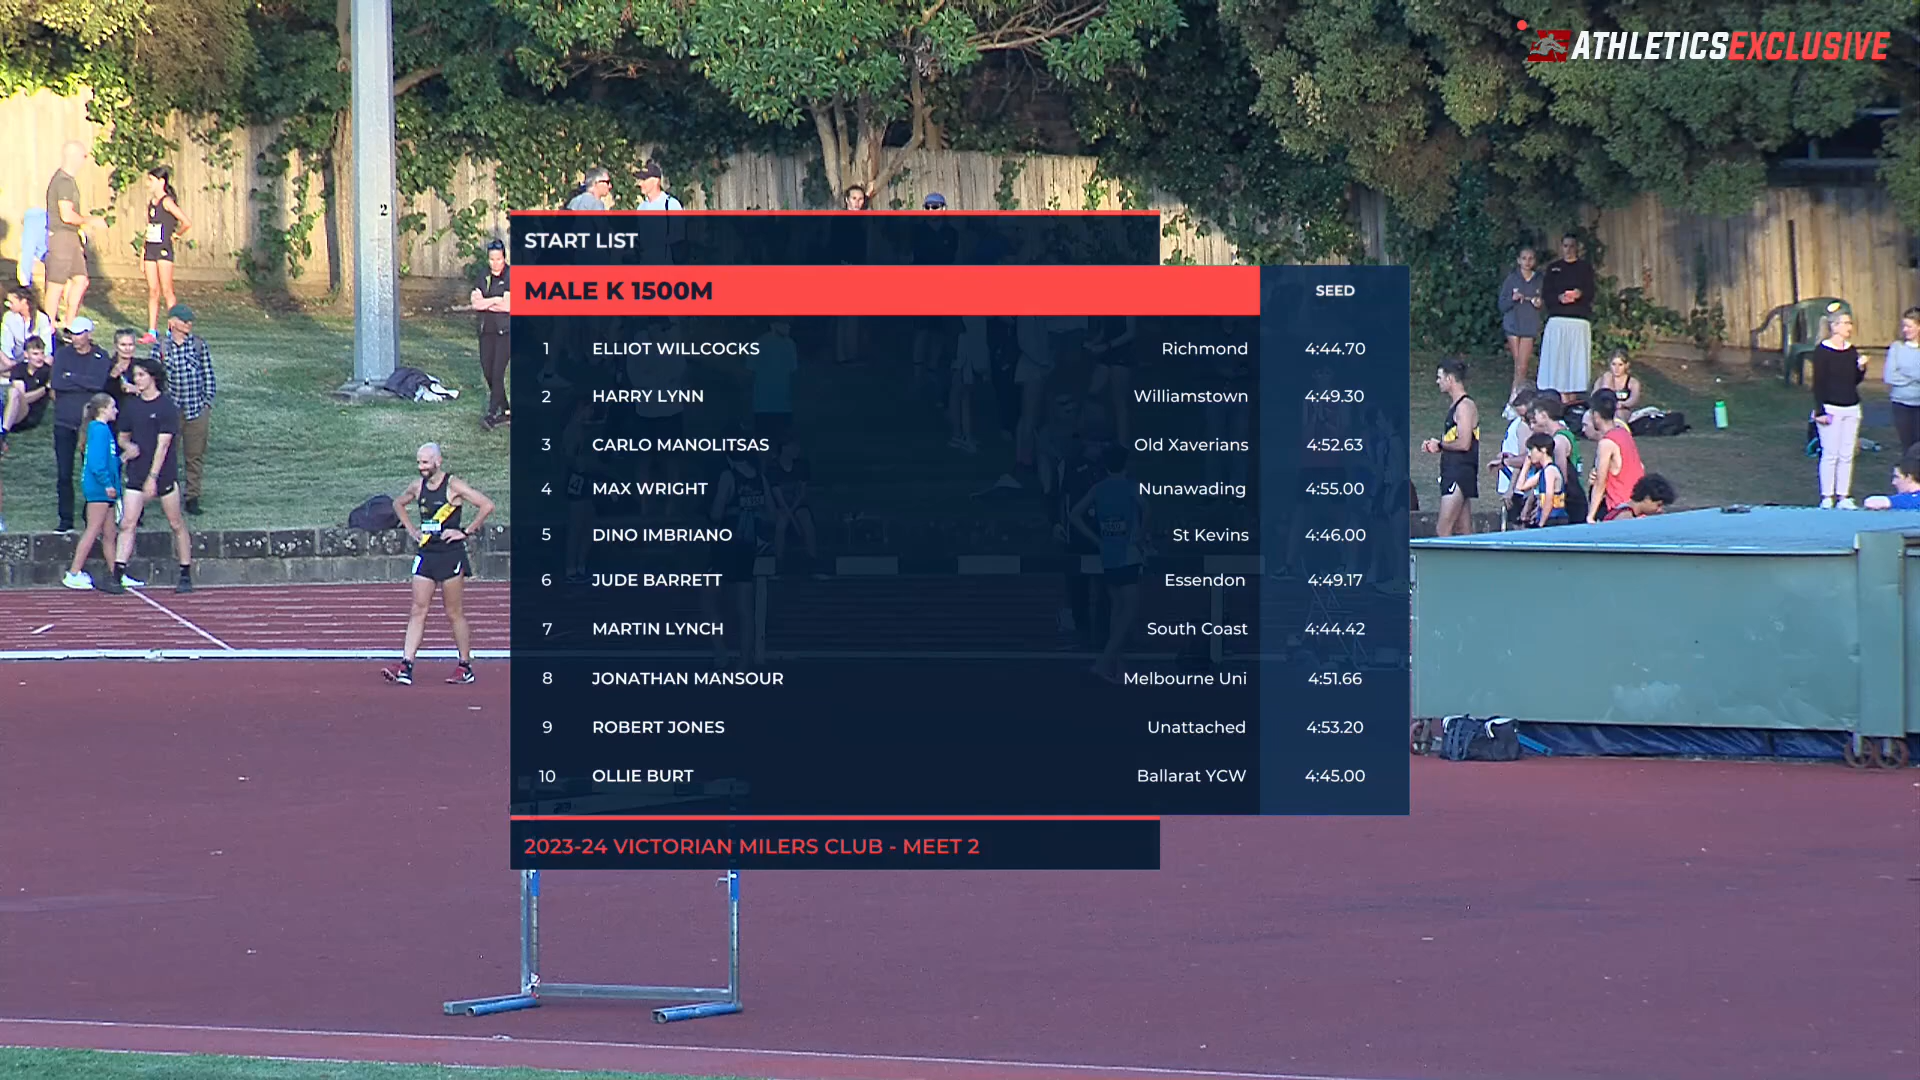 ATHLETICSEXCLUSIVE
2
START LIST
MALE K 1500M SEED
1 ELLIOT WILLCOCKS Richmond 4:44.70
2 HARRY LYNN Williamstown 4:49.30
3 CARLO MANOLITSAS Old Xaverians 4:52.63
4 MAX WRIGHT Nunawading 4:55.00
5 DINO IMBRIANO St Kevins 4:46.00
6 JUDE BARRETT Essendon 4:49.17
7 MARTIN LYNCH South Coast 4:44.42
8 JONATHAN MANSOUR Melbourne Uni 4:51.66
9 ROBERT JONES Unattached 4:53.20
10 OLLIE BURT Ballarat YCW 4:45.00
2023-24 VICTORIAN MILERS CLUB - MEET 2